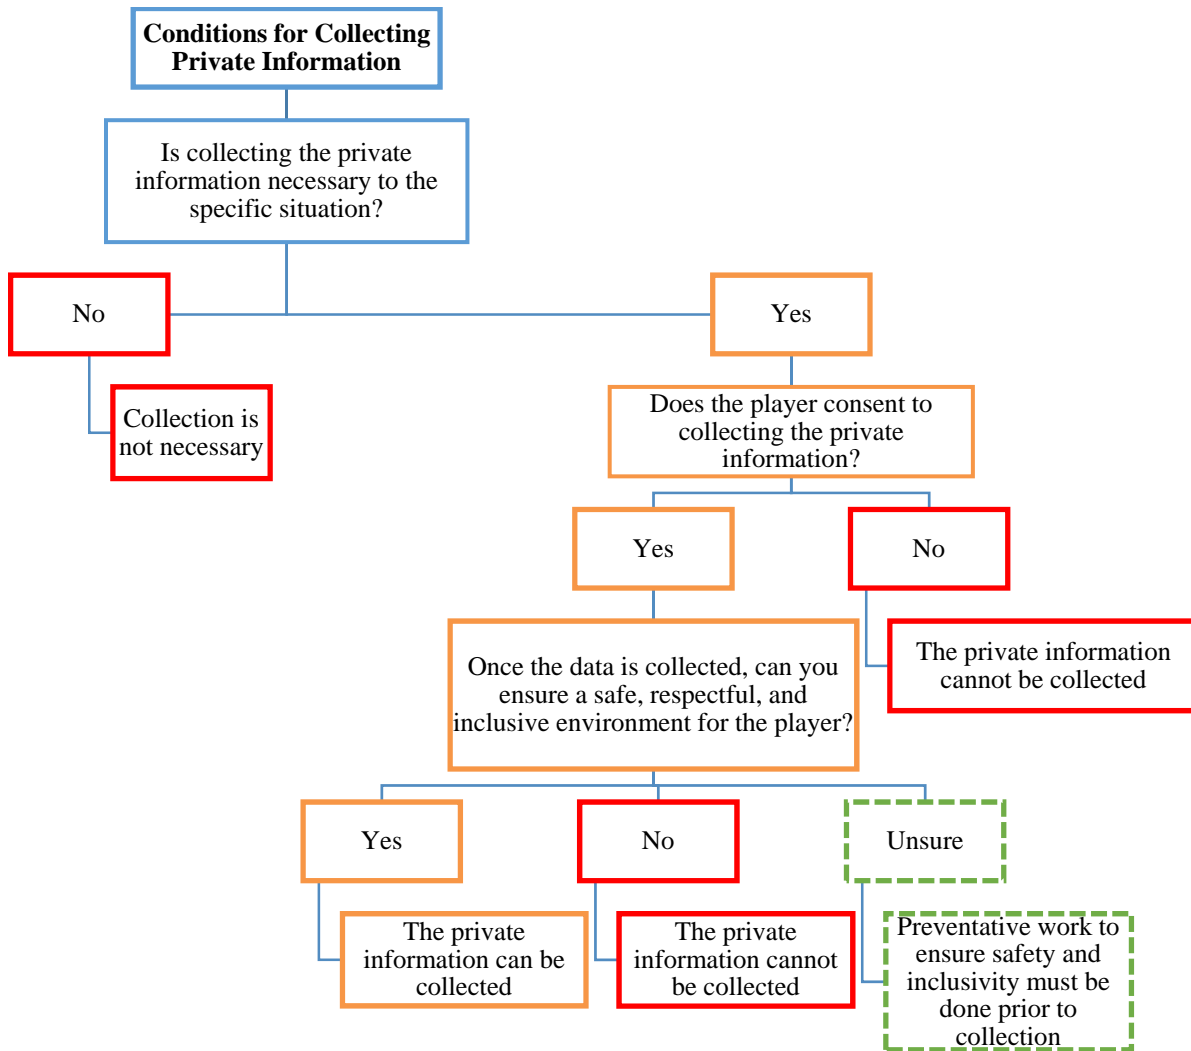 Conditions for Collecting
Private Information
Is collecting the private
information necessary to the
specific situation?
No
Yes
Collection is
not necessary
Does the player consent to
collecting the private
information?
Yes
No
The private information
cannot be collected
Once the data is collected, can you
ensure a safe, respectful, and
inclusive environment for the player?
Yes
No
Unsure
The private
information can be
collected
The private
information cannot
be collected
Preventative work to
ensure safety and
inclusivity must be
done prior to
collection